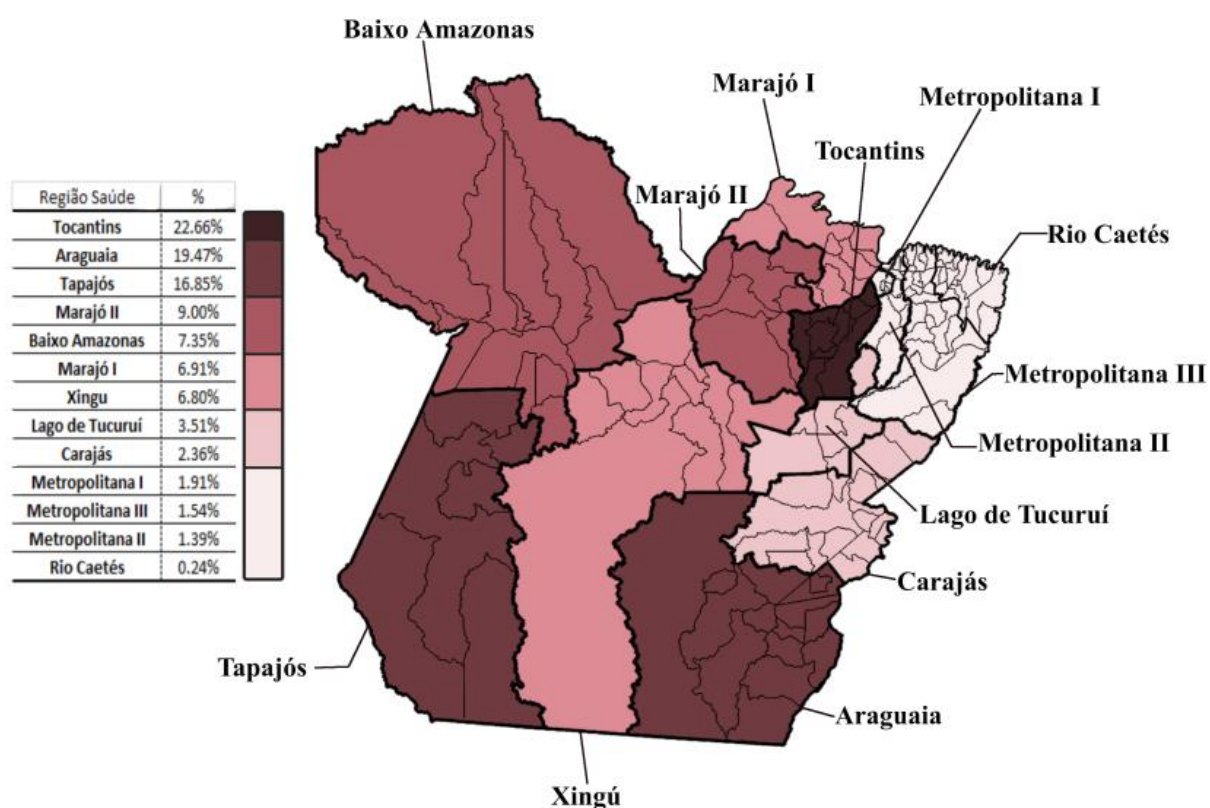 Baixo Amazonas
Marajó I
Metropolitana I
Tocantins
Marajó II
Rio Caetés
Metropolitana III
Metropolitana II
Lago de Tucuruí
Carajás
Tapajós
Araguaia
Xingú
Região Saúde %
Tocantins 22.66%
Araguaia 19.47%
Tapajós 16.85%
Marajó II 9.00%
Baixo Amazonas 7.35%
Marajó I 6.91%
Xingu 6.80%
Lago de Tucuruí 3.51%
Carajás 2.36%
Metropolitana I 1.91%
Metropolitana III 1.54%
Metropolitana II 1.39%
Rio Caetés 0.24%